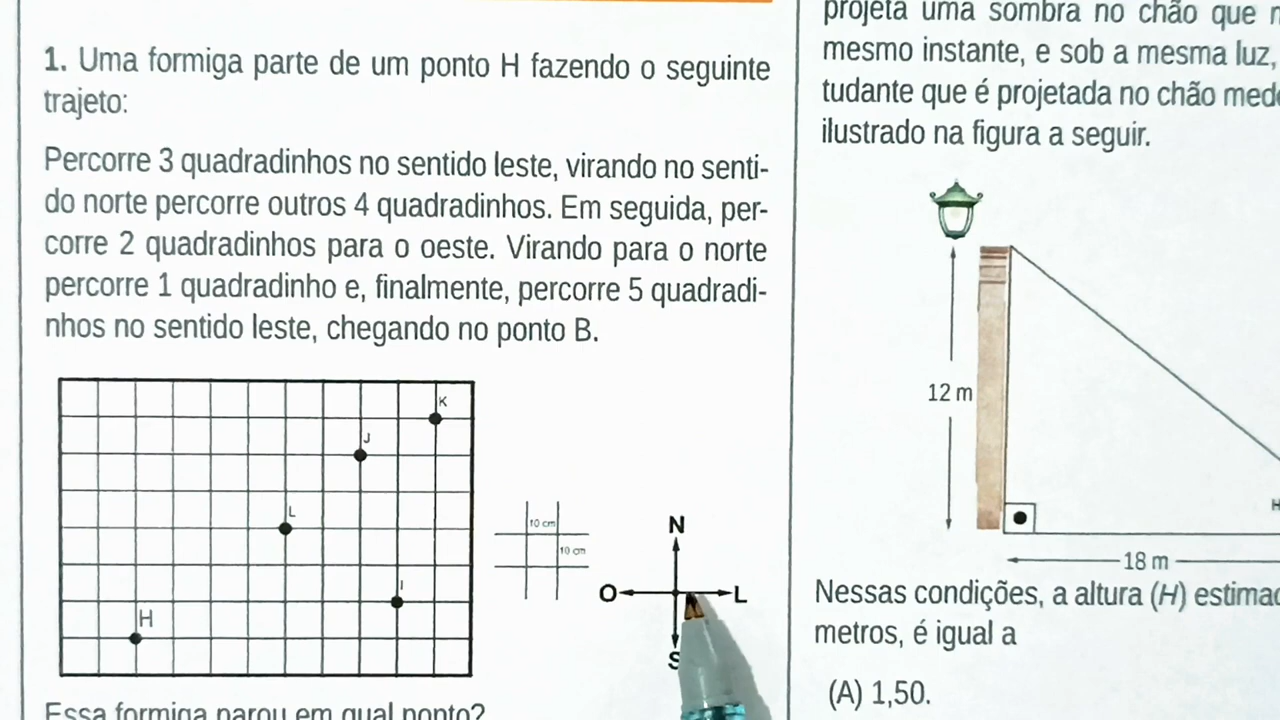 1. Uma formiga parte de um ponto H fazendo o seguinte
trajeto:
Percorre 3 quadradinhos no sentido leste, virando no senti-
do norte percorre outros 4 quadradinhos. Em seguida, per-
corre 2 quadradinhos para o oeste. Virando para o norte
percorre 1 quadradinho e, finalmente, percorre 5 quadradi-
nhos no sentido leste, chegando no ponto B.
K
J
L
I
H
10 cm
10 cm
N
O
L
S
Essa formiga parou em qual ponto?
projeta uma sombra no chão que
mesmo instante, e sob a mesma luz,
tudante que é projetada no chão
ilustrado na figura a seguir.
12 m
H
18 m
Nessas condições, a altura (H)
metros, é igual a
(A) 1,50.